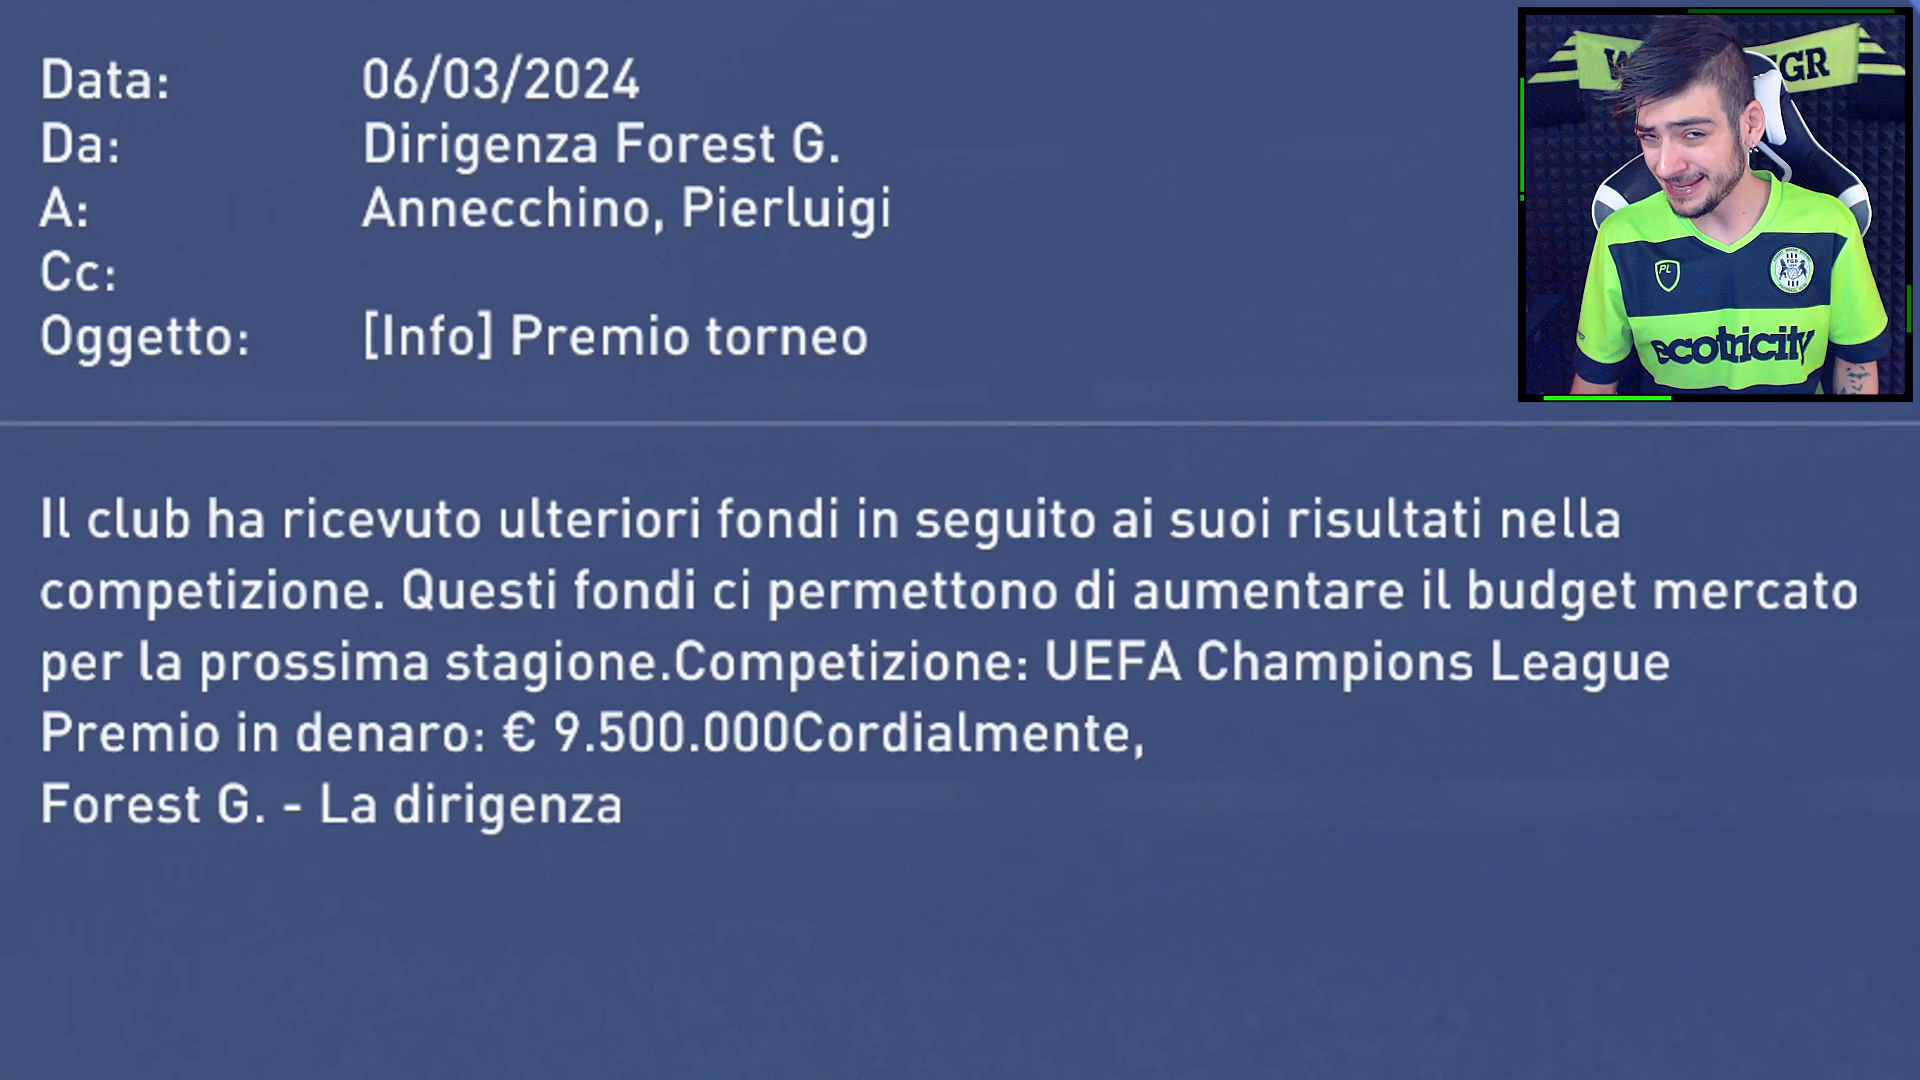 Data: 06/03/2024
Da: Dirigenza Forest G.
A: Annecchino, Pierluigi
Cc:
Oggetto: [Info] Premio torneo
Il club ha ricevuto ulteriori fondi in seguito ai suoi risultati nella
competizione. Questi fondi ci permettono di aumentare il budget mercato
per la prossima stagione.Competizione: UEFA Champions League
Premio in denaro: € 9.500.000Cordialmente,
Forest G. - La dirigenza
GR
PL
FGR
ecotricity